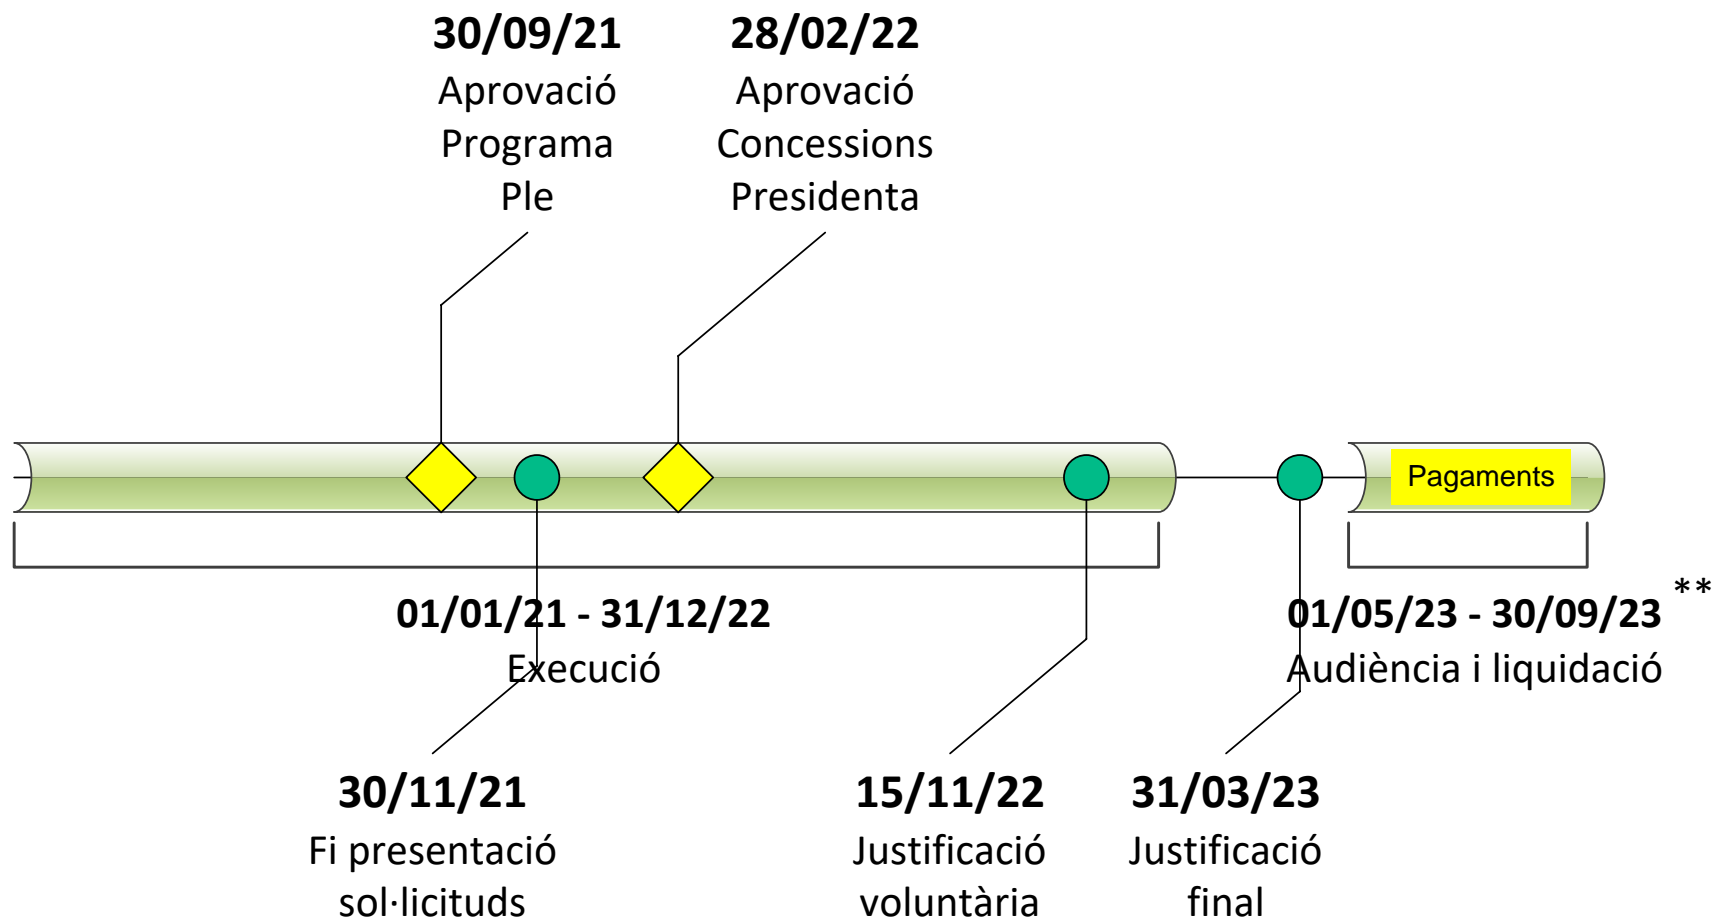 30/09/21
Aprovació
Programa
Ple
28/02/22
Aprovació
Concessions
Presidenta
Pagaments
01/01/21 - 31/12/22
Execució
01/05/23 - 30/09/23 **
Audiència i liquidació
30/11/21
Fi presentació
sol·licituds
15/11/22
Justificació
voluntària
31/03/23
Justificació
final